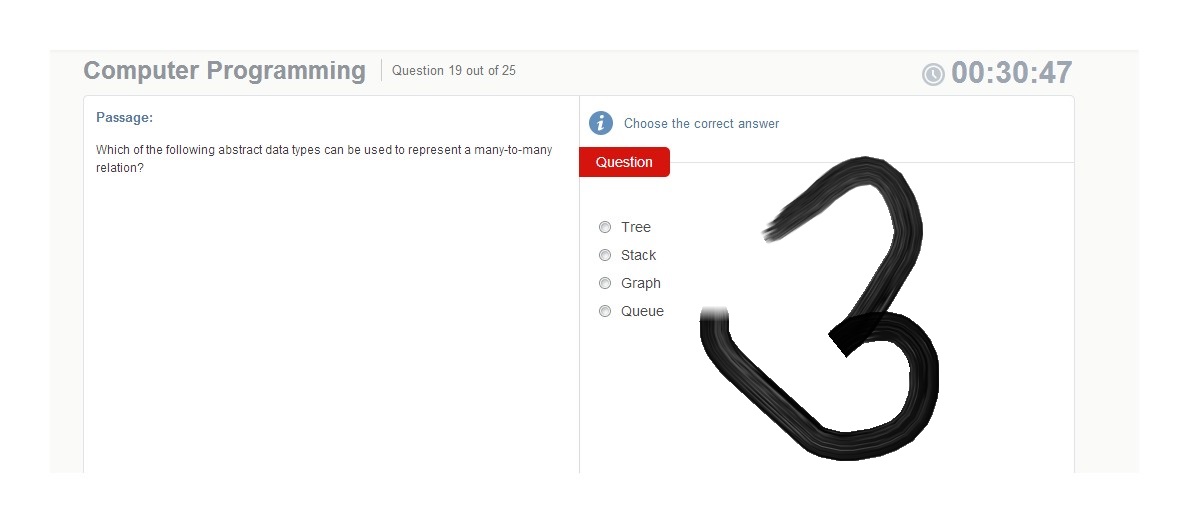 Computer Programming
Question 19 out of 25
00:30:47
Passage:
Which of the following abstract data types can be used to represent a many-to-many
relation?
Choose the correct answer
Question
Tree
Stack
Graph
Queue
3